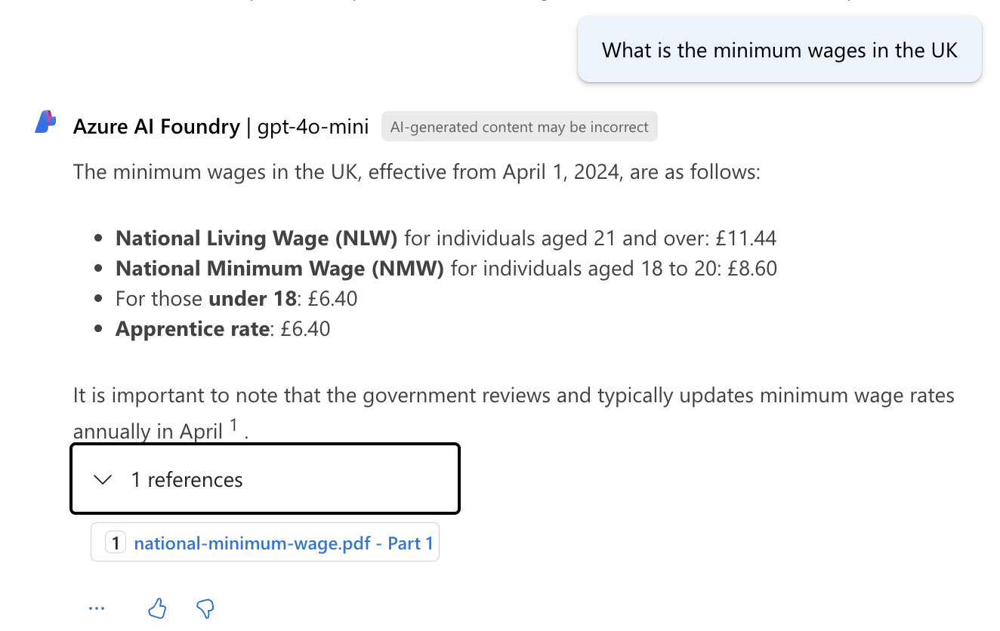 What is the minimum wages in the UK
Azure AI Foundry | gpt-4o-mini AI-generated content may be incorrect
The minimum wages in the UK, effective from April 1, 2024, are as follows:
• National Living Wage (NLW) for individuals aged 21 and over: £11.44
• National Minimum Wage (NMW) for individuals aged 18 to 20: £8.60
• For those under 18: £6.40
• Apprentice rate: £6.40
It is important to note that the government reviews and typically updates minimum wage rates
annually in April 1 .
1 references
1 national-minimum-wage.pdf - Part 1